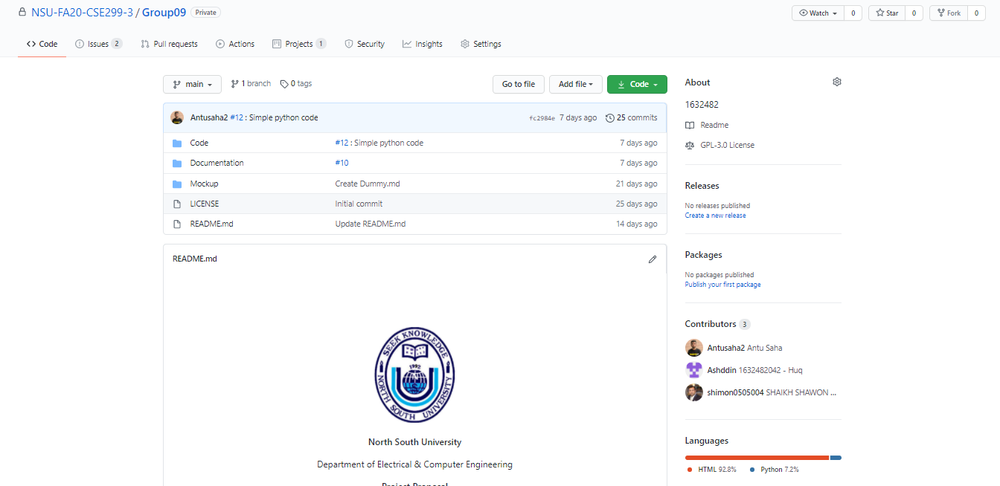 NSU-FA20-CSE299-3 / Group09 Private
Watch 0 Star 0 Fork 0
Code Issues 2 Pull requests Actions Projects 1 Security Insights Settings
main 1 branch 0 tags Go to file Add file Code
Antusaha2 #12 : Simple python code fc2984e 7 days ago 25 commits
Code #12 : Simple python code 7 days ago
Documentation #10 7 days ago
Mockup Create Dummy.md 21 days ago
LICENSE Initial commit 25 days ago
README.md Update README.md 14 days ago
README.md
SEEK KNOWLEDGE
1992
NORTH SOUTH UNIVERSITY
North South University
Department of Electrical & Computer Engineering
Project Proposal
About
1632482
Readme
GPL-3.0 License
Releases
No releases published
Create a new release
Packages
No packages published
Publish your first package
Contributors 3
Antusaha2 Antu Saha
Ashddin 1632482042 - Huq
shimon0505004 SHAIKH SHAWON ...
Languages
HTML 92.8% Python 7.2%